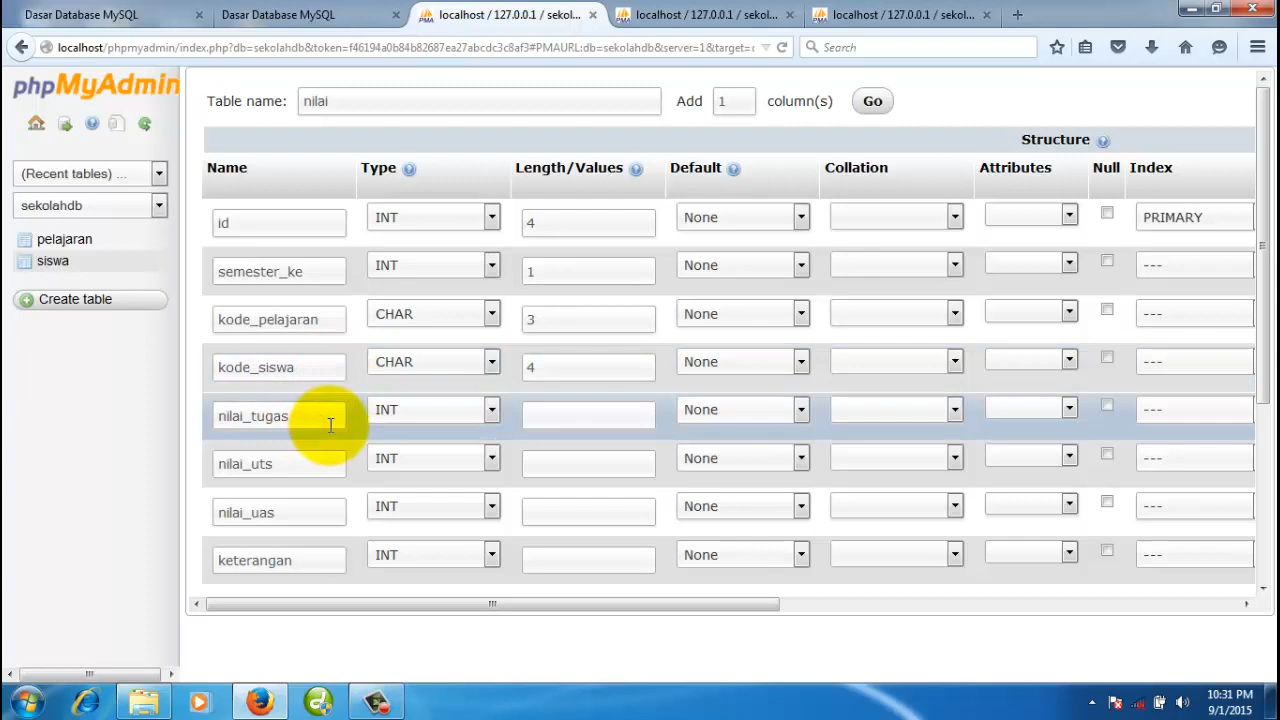 Dasar Database MySQL × Dasar Database MySQL × localhost / 127.0.0.1 / sekol... × localhost / 127.0.0.1 / sekol... × localhost / 127.0.0.1 / sekol... × +
localhost/phpmyadmin/index.php?db=sekolahdb&token=f46194a0b84b82687ea27abcdc3c8af3#PMAURL:db=sekolahdb&server=1&target=c Search
phpMyAdmin
(Recent tables) ...
sekolahdb
pelajaran
siswa
Create table
Table name: nilai Add 1 column(s) Go
Structure
Name Type Length/Values Default Collation Attributes Null Index
id INT 4 None PRIMARY
semester_ke INT 1 None ---
kode_pelajaran CHAR 3 None ---
kode_siswa CHAR 4 None ---
nilai_tugas INT None ---
nilai_uts INT None ---
nilai_uas INT None ---
keterangan INT None ---
10:31 PM
9/1/2015